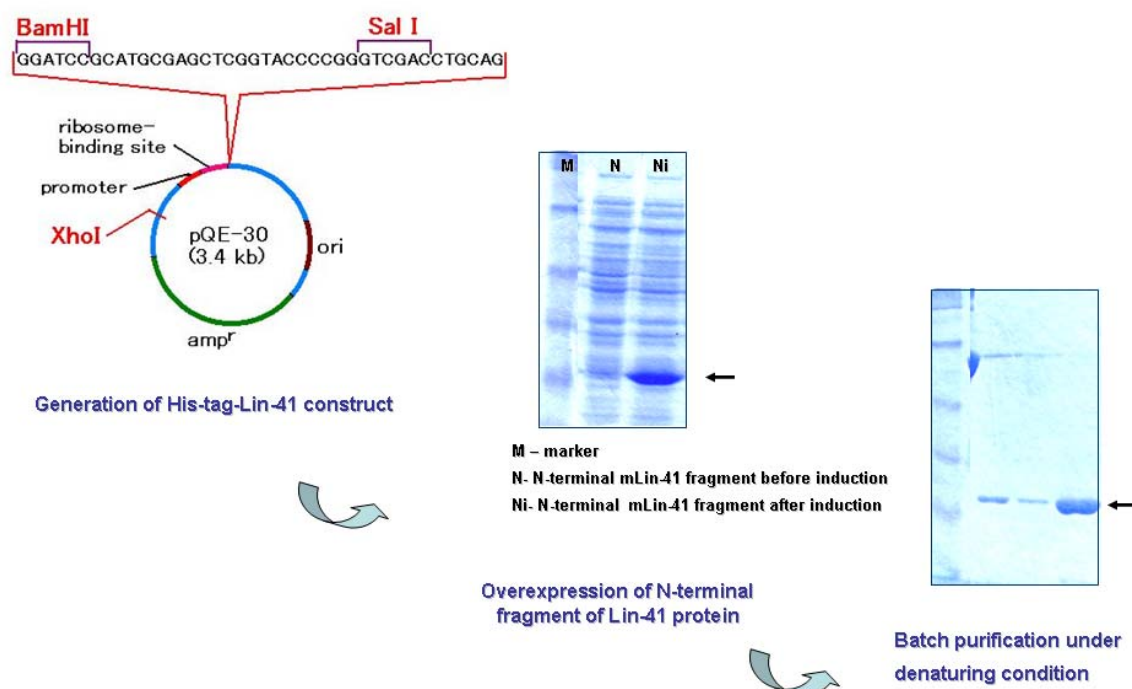 BamHI
Sal I
GGATCCGCATGCGAGCTCGGTACCCCGGGTCGACCTGCAG
ribosome-
binding site
promoter
XhoI
pQE-30
(3.4 kb)
ori
ampr
Generation of His-tag-Lin-41 construct
M N Ni
M – marker
N- N-terminal mLin-41 fragment before induction
Ni- N-terminal mLin-41 fragment after induction
Overexpression of N-terminal
fragment of Lin-41 protein
Batch purification under
denaturing condition